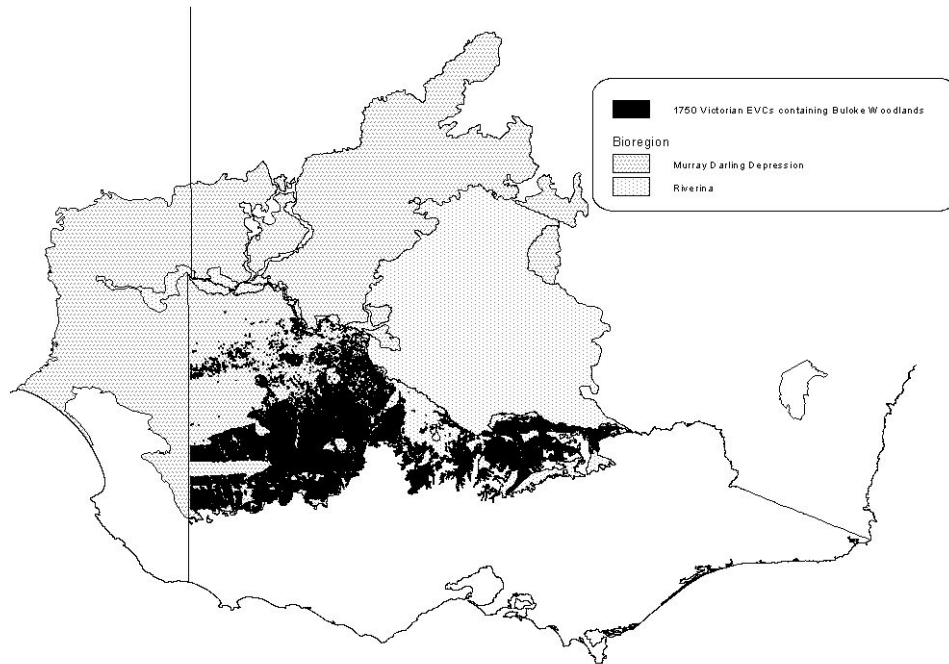 1750 Victorian EVCs containing Buloke Woodlands
Bioregion
Murray Darling Depression
Riverina